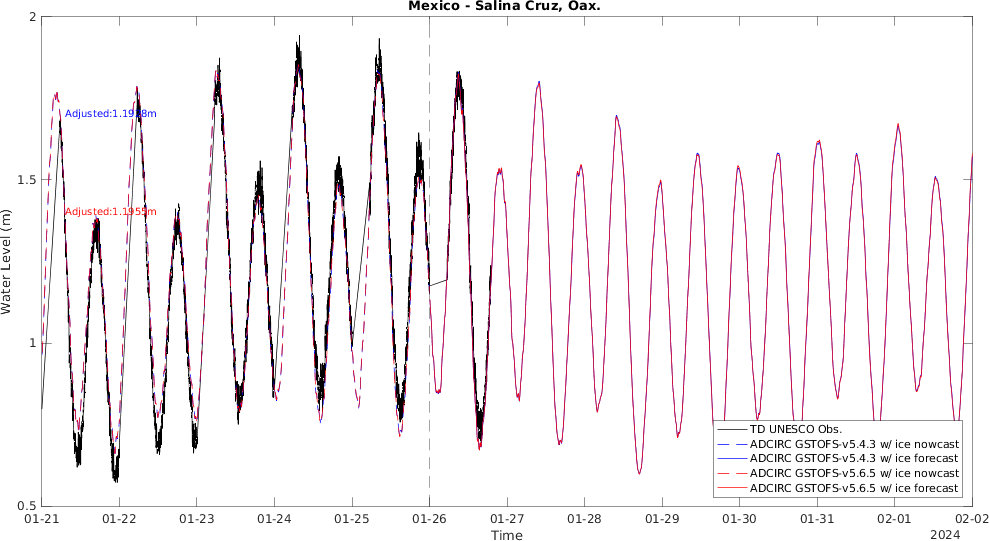 Mexico - Salina Cruz, Oax.
2
1.5
1
0.5
Water Level (m)
Adjusted:1.1928m
Adjusted:1.1955m
TD UNESCO Obs.
ADCIRC GSTOFS-v5.4.3 w/ ice nowcast
ADCIRC GSTOFS-v5.4.3 w/ ice forecast
ADCIRC GSTOFS-v5.6.5 w/ ice nowcast
ADCIRC GSTOFS-v5.6.5 w/ ice forecast
01-21 01-22 01-23 01-24 01-25 01-26 01-27 01-28 01-29 01-30 01-31 02-01 02-02
Time
2024